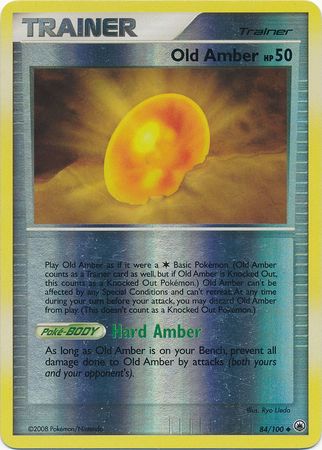 TRAINER
Trainer
Old Amber HP 50
Play Old Amber as if it were a Basic Pokémon. (Old Amber
counts as a Trainer card as well, but if Old Amber is Knocked Out,
this counts as a Knocked Out Pokémon.) Old Amber can't be
affected by any Special Conditions and can't retreat. At any time
during your turn before your attack, you may discard Old Amber
from play. (This doesn't count as a Knocked Out Pokémon.)
Poké-BODY Hard Amber
As long as Old Amber is on your Bench, prevent all
damage done to Old Amber by attacks (both yours
and your opponent's).
Illus. Ryo Ueda
©2008 Pokémon/Nintendo 84/100